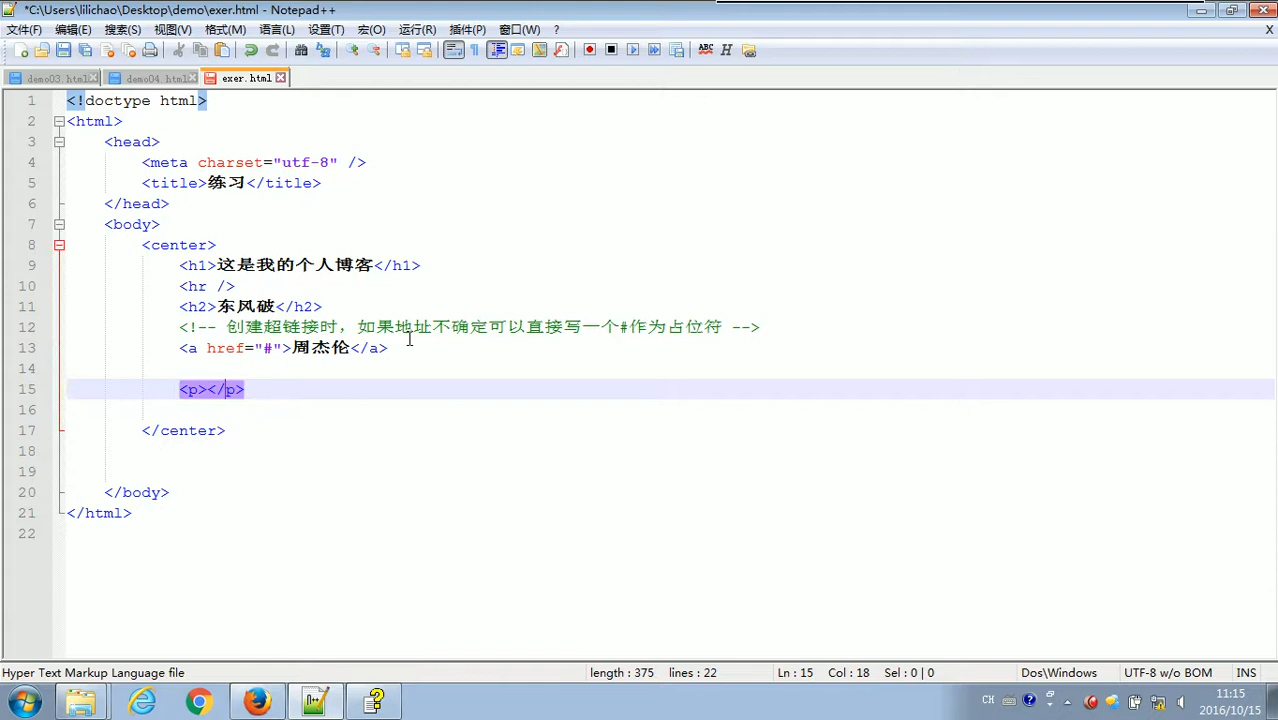 *C:\Users\lilichao\Desktop\demo\exer.html - Notepad++
文件(F) 编辑(E) 搜索(S) 视图(V) 格式(M) 语言(L) 设置(T) 宏(O) 运行(R) 插件(P) 窗口(W) ? X
demo03.html demo04.html exer.html
1 <!doctype html>
2 <html>
3 <head>
4 <meta charset="utf-8" />
5 <title>练习</title>
6 </head>
7 <body>
8 <center>
9 <h1>这是我的个人博客</h1>
10 <hr />
11 <h2>东风破</h2>
12 <!-- 创建超链接时，如果地址不确定可以直接写一个#作为占位符 -->
13 <a href="#">周杰伦</a>
14
15 <p></p>
16
17 </center>
18
19
20 </body>
21 </html>
22
Hyper Text Markup Language file length : 375 lines : 22 Ln : 15 Col : 18 Sel : 0 | 0 Dos\Windows UTF-8 w/o BOM INS
CH 11:15
2016/10/15